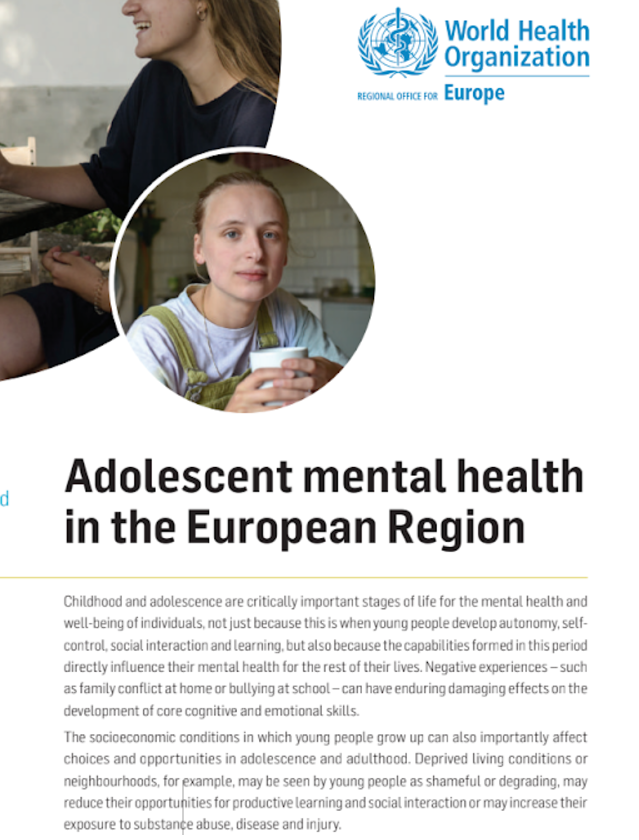 World Health
Organization
REGIONAL OFFICE FOR Europe
Adolescent mental health
in the European Region
d
Childhood and adolescence are critically important stages of life for the mental health and
well-being of individuals, not just because this is when young people develop autonomy, self-
control, social interaction and learning, but also because the capabilities formed in this period
directly influence their mental health for the rest of their lives. Negative experiences – such
as family conflict at home or bullying at school – can have enduring damaging effects on the
development of core cognitive and emotional skills.
The socioeconomic conditions in which young people grow up can also importantly affect
choices and opportunities in adolescence and adulthood. Deprived living conditions or
neighbourhoods, for example, may be seen by young people as shameful or degrading, may
reduce their opportunities for productive learning and social interaction or may increase their
exposure to substance abuse, disease and injury.